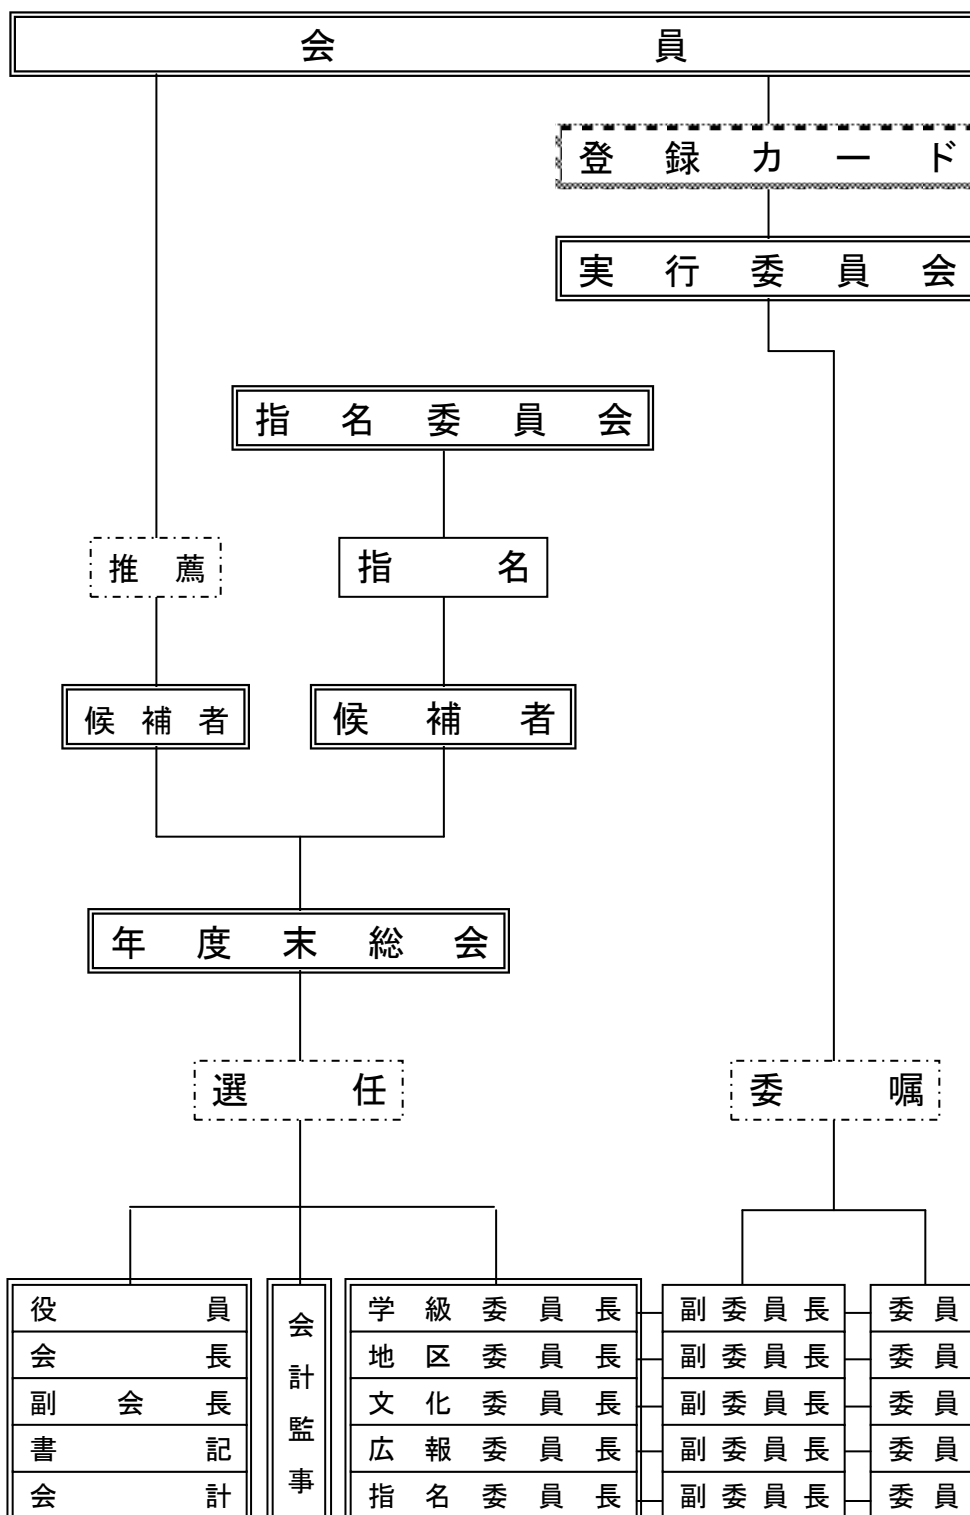 会員
登録カード
実行委員会
指名委員会
推薦
指名
候補者
候補者
年度末総会
選任
委嘱
役員
会長
副会長
書記
会計
会計監事
学級委員長
副委員長
委員
地区委員長
副委員長
委員
文化委員長
副委員長
委員
広報委員長
副委員長
委員
指名委員長
副委員長
委員